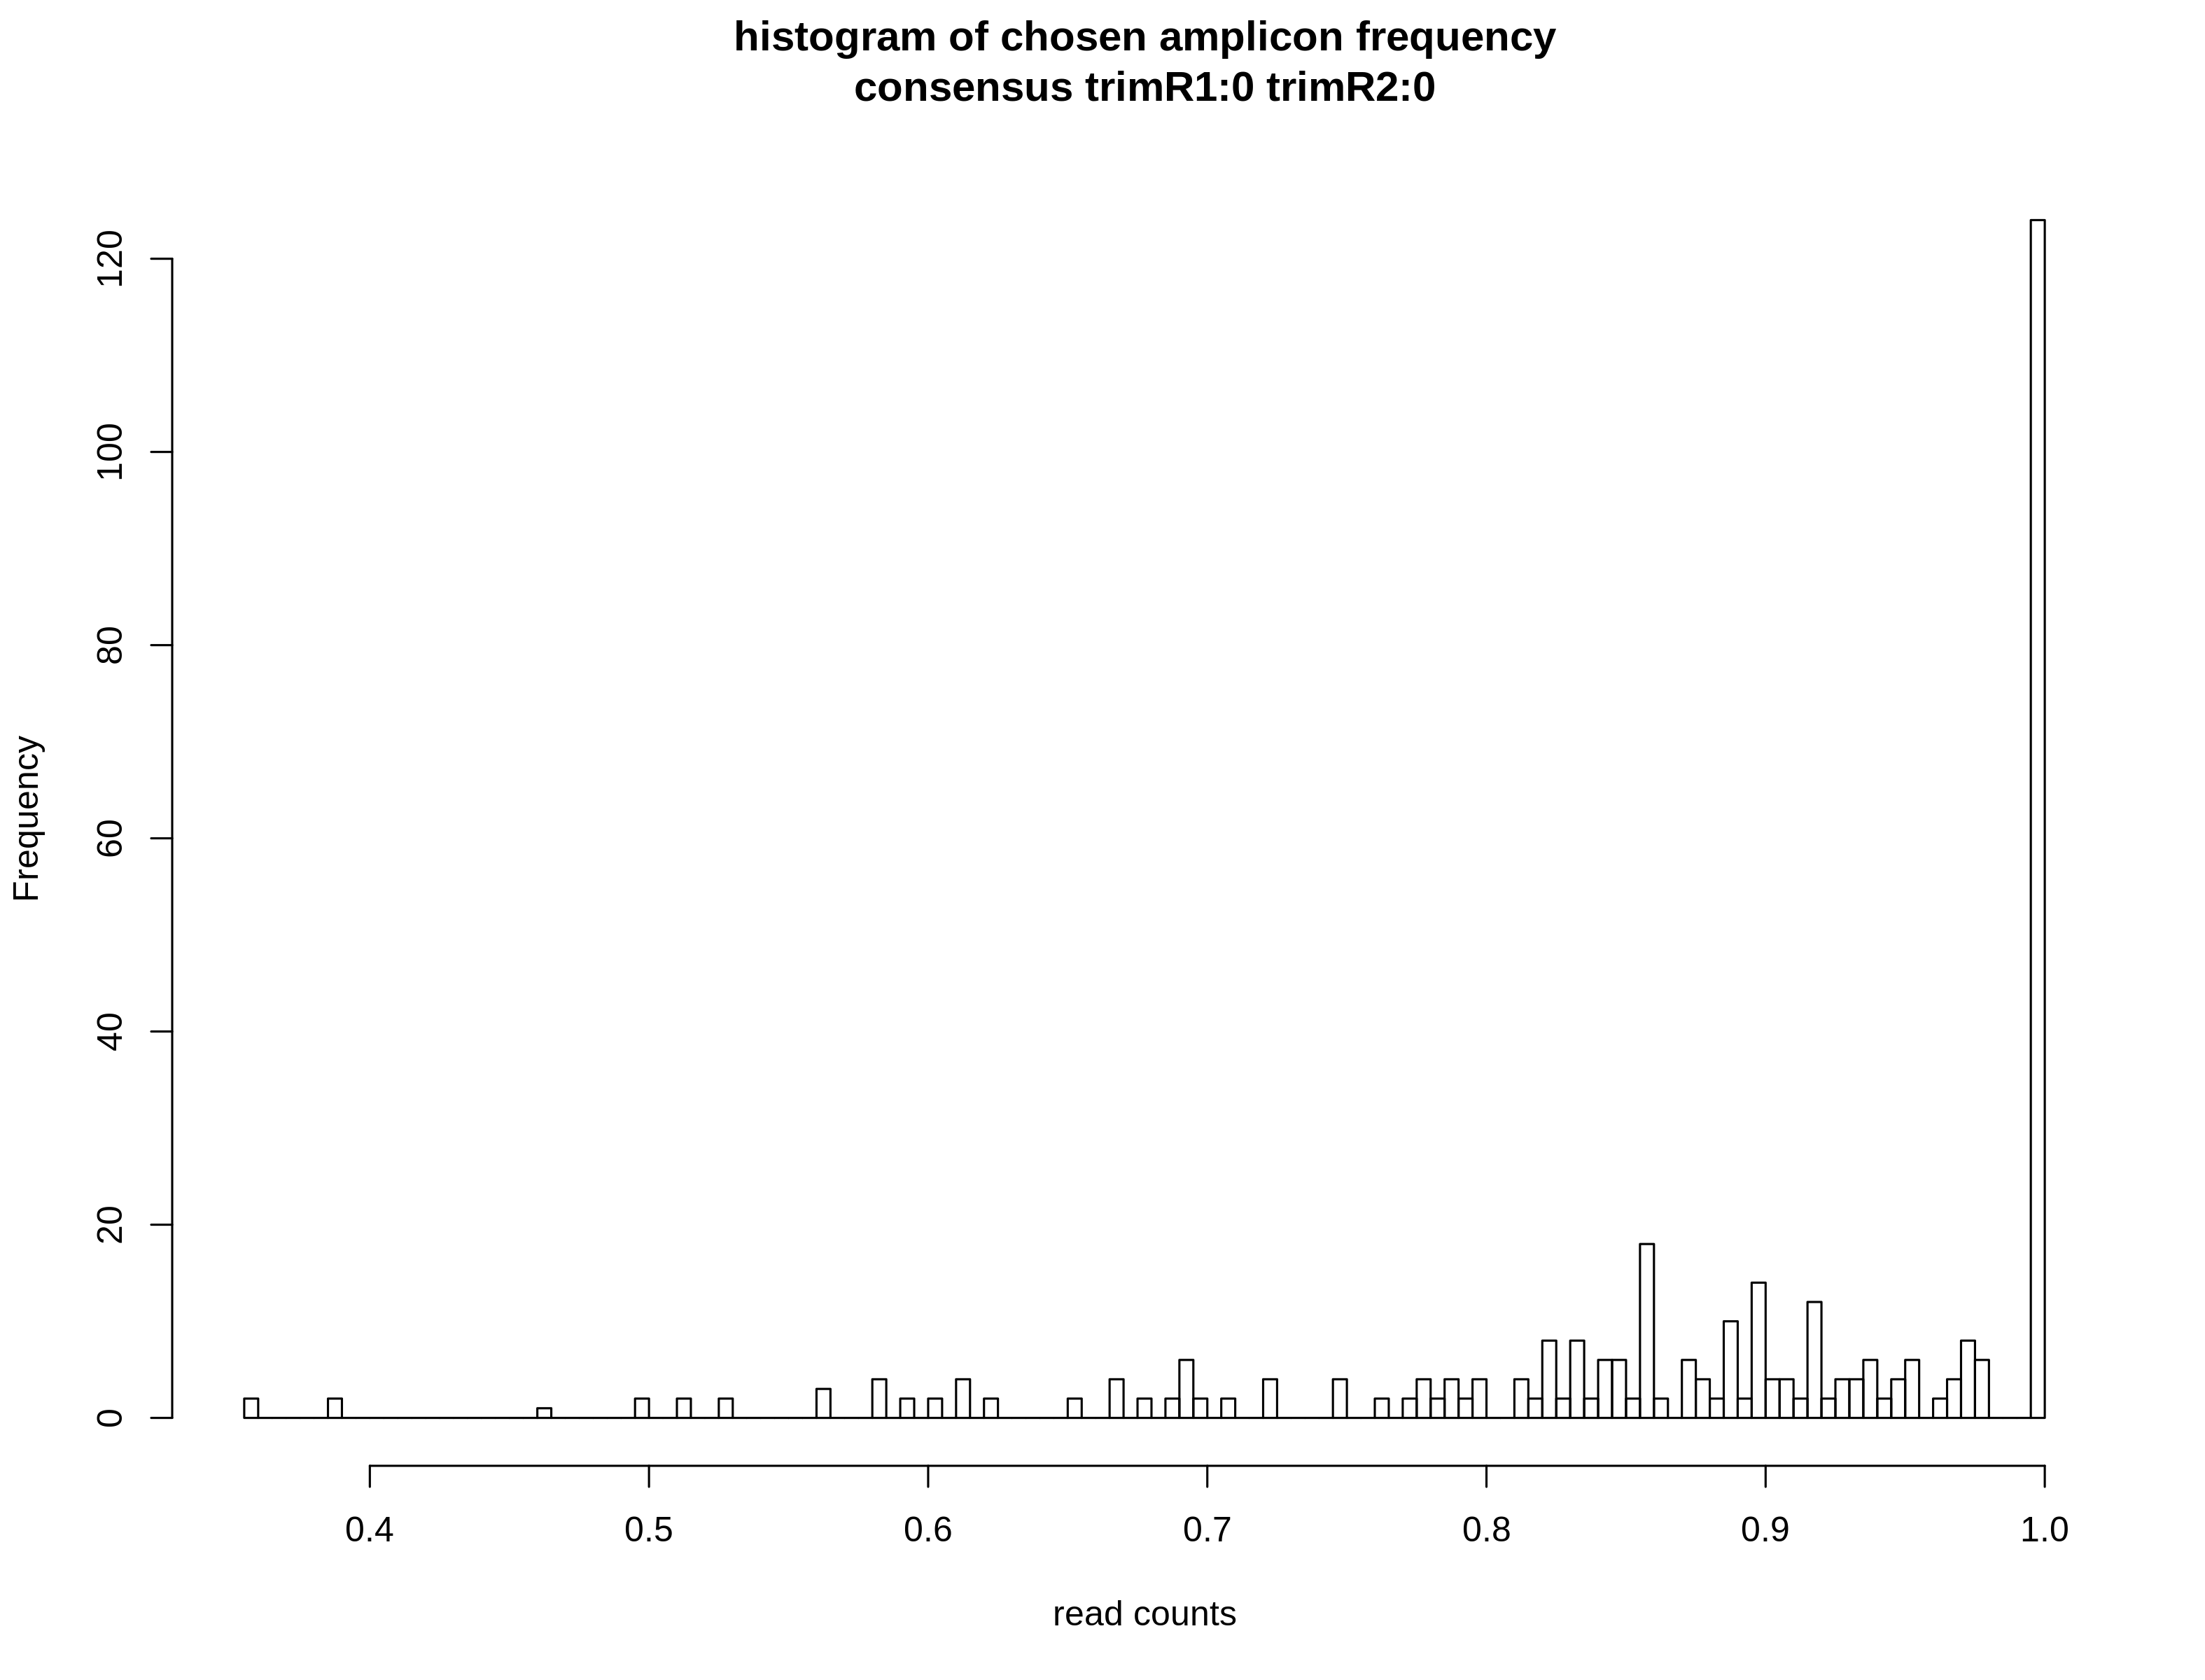 histogram of chosen amplicon frequency
consensus trimR1:0 trimR2:0
Frequency
120
100
80
60
40
20
0
0.4 0.5 0.6 0.7 0.8 0.9 1.0
read counts